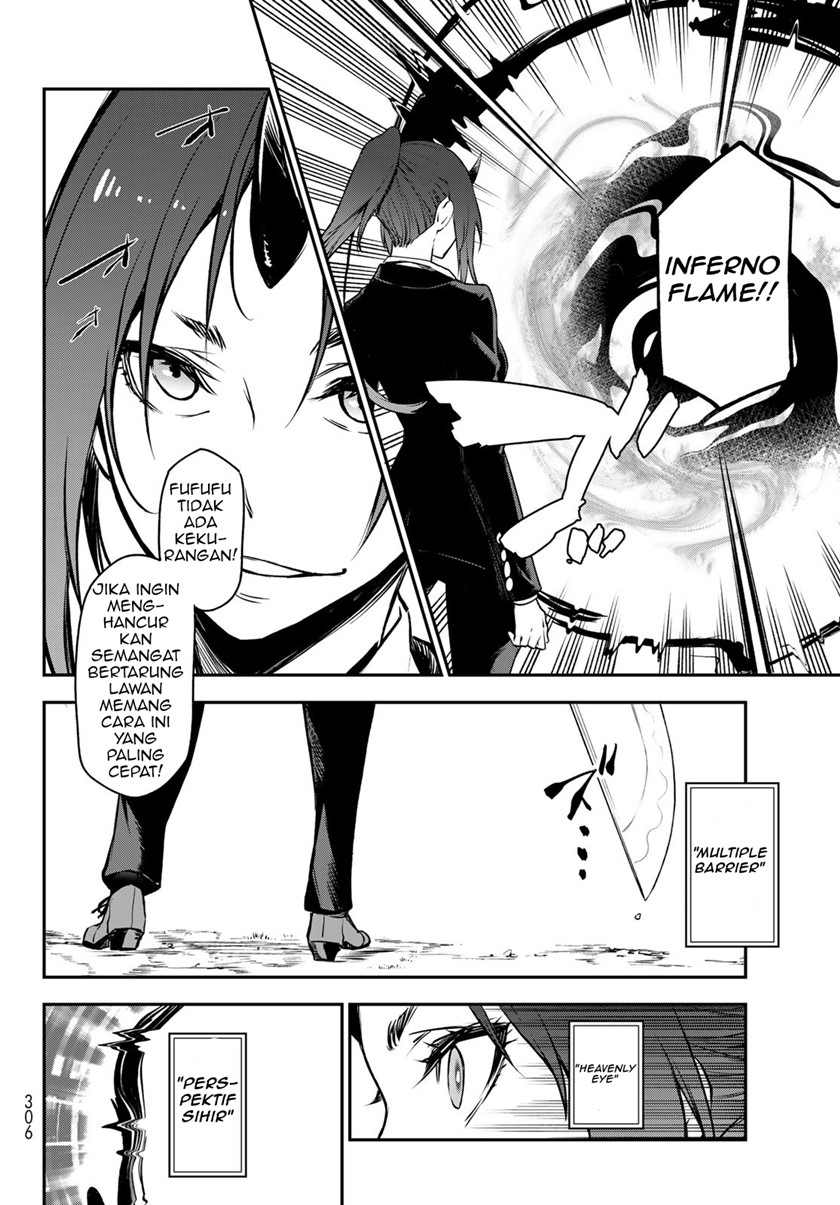 INFERNO
FLAME!!
FUFUFU
TIDAK
ADA
KEKU-
RANGAN!
JIKA INGIN
MENG-
HANCUR
KAN
SEMANGAT
BERTARUNG
LAWAN
MEMANG
CARA INI
YANG
PALING
CEPAT!
"MULTIPLE
BARRIER"
"HEAVENLY
EYE"
"PERS-
PEKTIF
SIHIR"
306